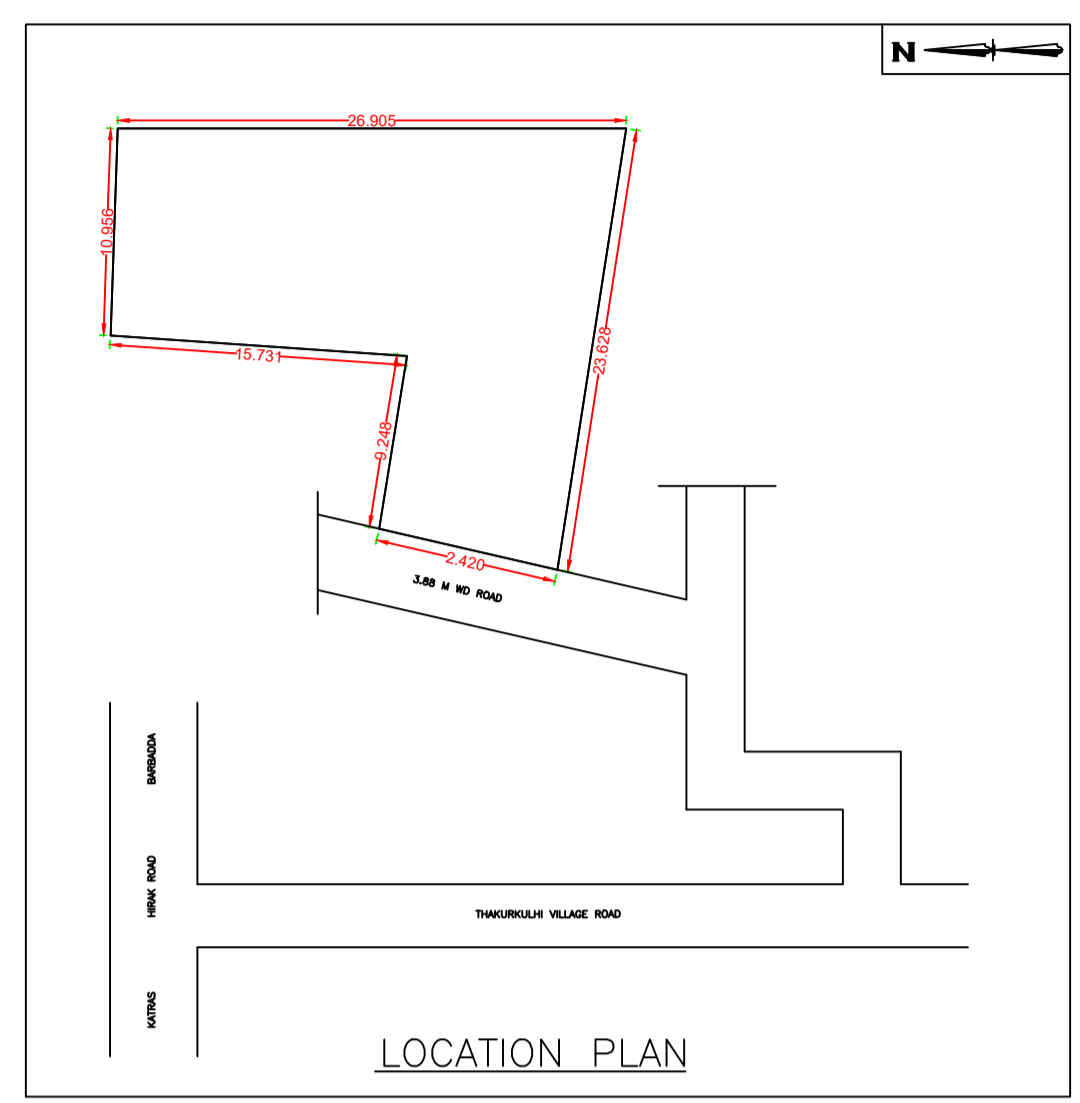 N
26.905
10.956
23.628
15.731
9.248
2.420
3.88 M WD ROAD
BARBADDA
HIRAK ROAD
KATRAS
THAKURKULHI VILLAGE ROAD
LOCATION PLAN